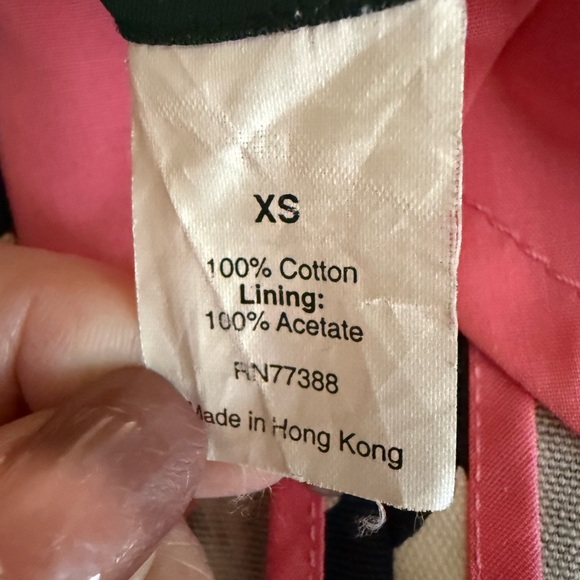 XS
100% Cotton
Lining:
100% Acetate
RN77388
Made in Hong Kong